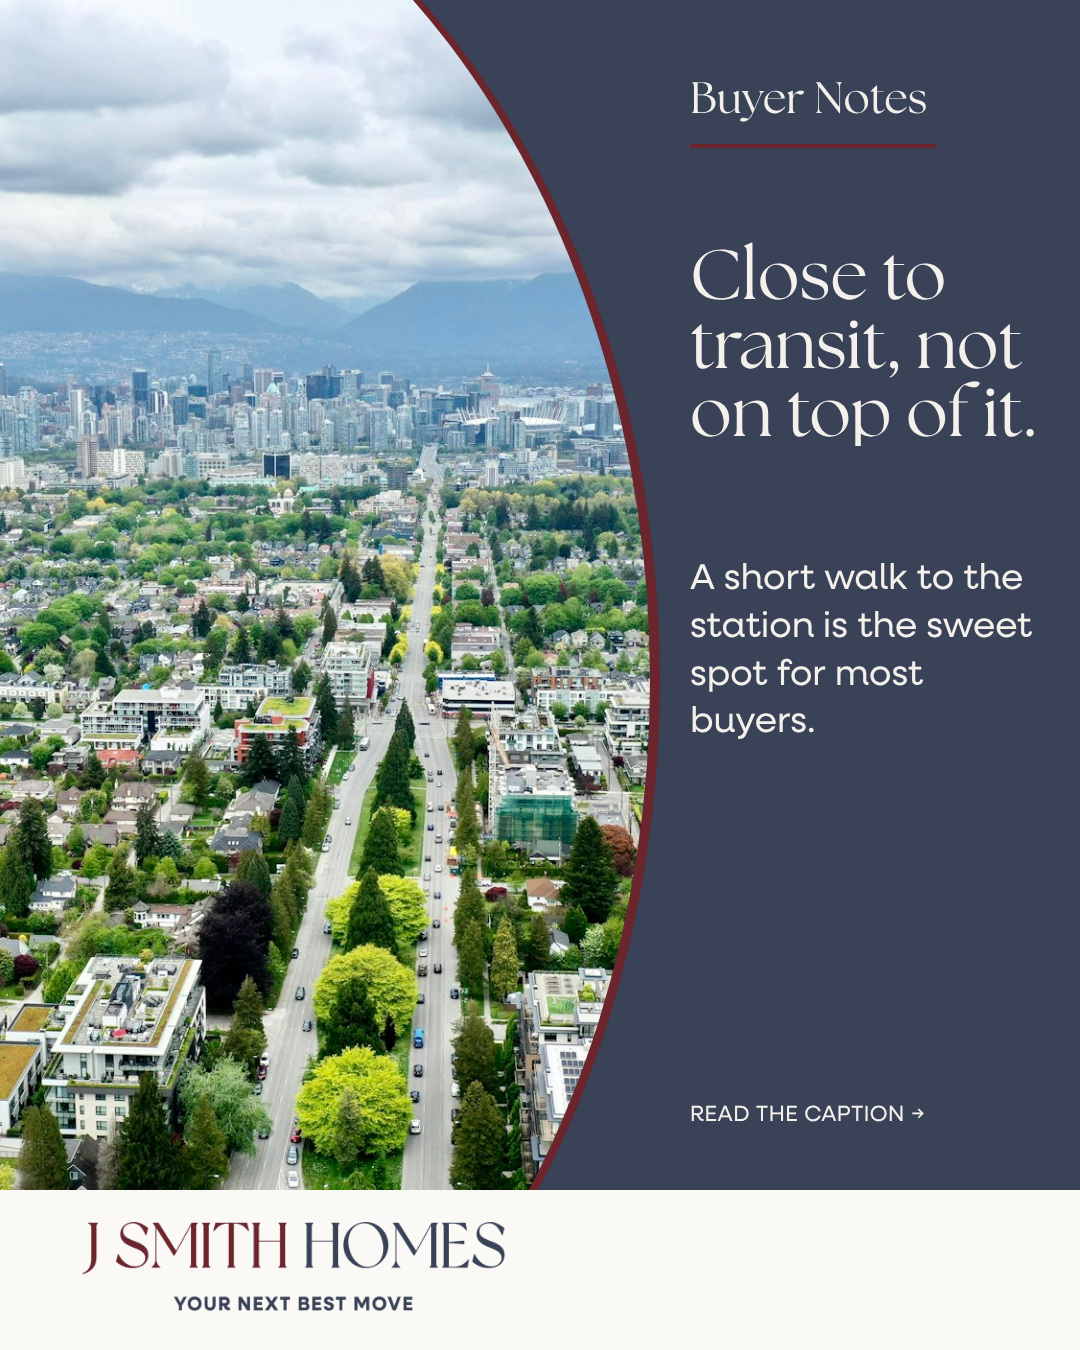 Buyer Notes
Close to
transit, not
on top of it.
A short walk to the
station is the sweet
spot for most
buyers.
READ THE CAPTION →
J SMITH HOMES
YOUR NEXT BEST MOVE